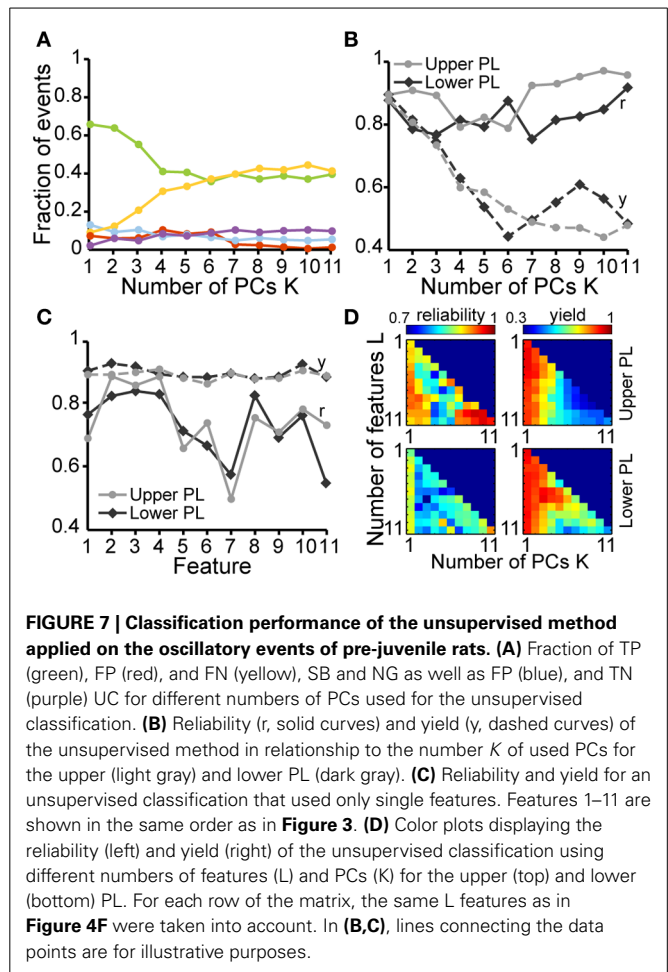 A
1
0.8
0.6
0.4
0.2
0
Fraction of events
1 2 3 4 5 6 7 8 9 10 11
Number of PCs K
B
1
0.8
0.6
0.4
Upper PL
Lower PL
r
y
1 2 3 4 5 6 7 8 9 10 11
Number of PCs K
C
1
0.8
0.6
0.4
y
r
Upper PL
Lower PL
1 2 3 4 5 6 7 8 9 10 11
Feature
D
0.7 reliability 1
0.3 yield 1
Number of features L
1
11
1 11
1 11
Upper PL
1
11
1 11
1 11
Lower PL
Number of PCs K
FIGURE 7 | Classification performance of the unsupervised method
applied on the oscillatory events of pre-juvenile rats. (A) Fraction of TP
(green), FP (red), and FN (yellow), SB and NG as well as FP (blue), and TN
(purple) UC for different numbers of PCs used for the unsupervised
classification. (B) Reliability (r, solid curves) and yield (y, dashed curves) of
the unsupervised method in relationship to the number K of used PCs for
the upper (light gray) and lower PL (dark gray). (C) Reliability and yield for an
unsupervised classification that used only single features. Features 1–11 are
shown in the same order as in Figure 3. (D) Color plots displaying the
reliability (left) and yield (right) of the unsupervised classification using
different numbers of features (L) and PCs (K) for the upper (top) and lower
(bottom) PL. For each row of the matrix, the same L features as in
Figure 4F were taken into account. In (B,C), lines connecting the data
points are for illustrative purposes.